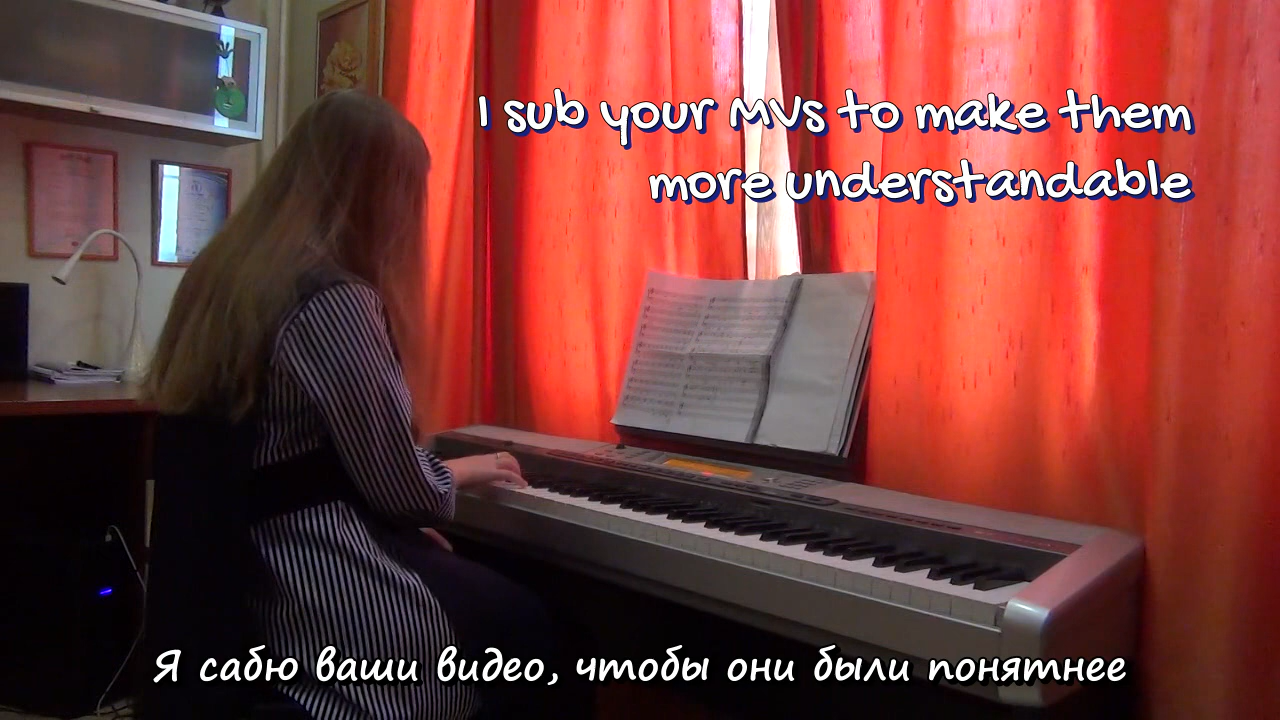 I sub your MVs to make them
more understandable
Я сабю ваши видео, чтобы они были понятнее